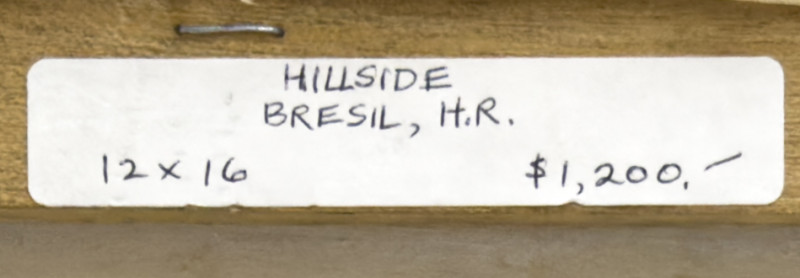 HILLSIDE
BRESIL, H.R.
12 x 16 $1,200.–